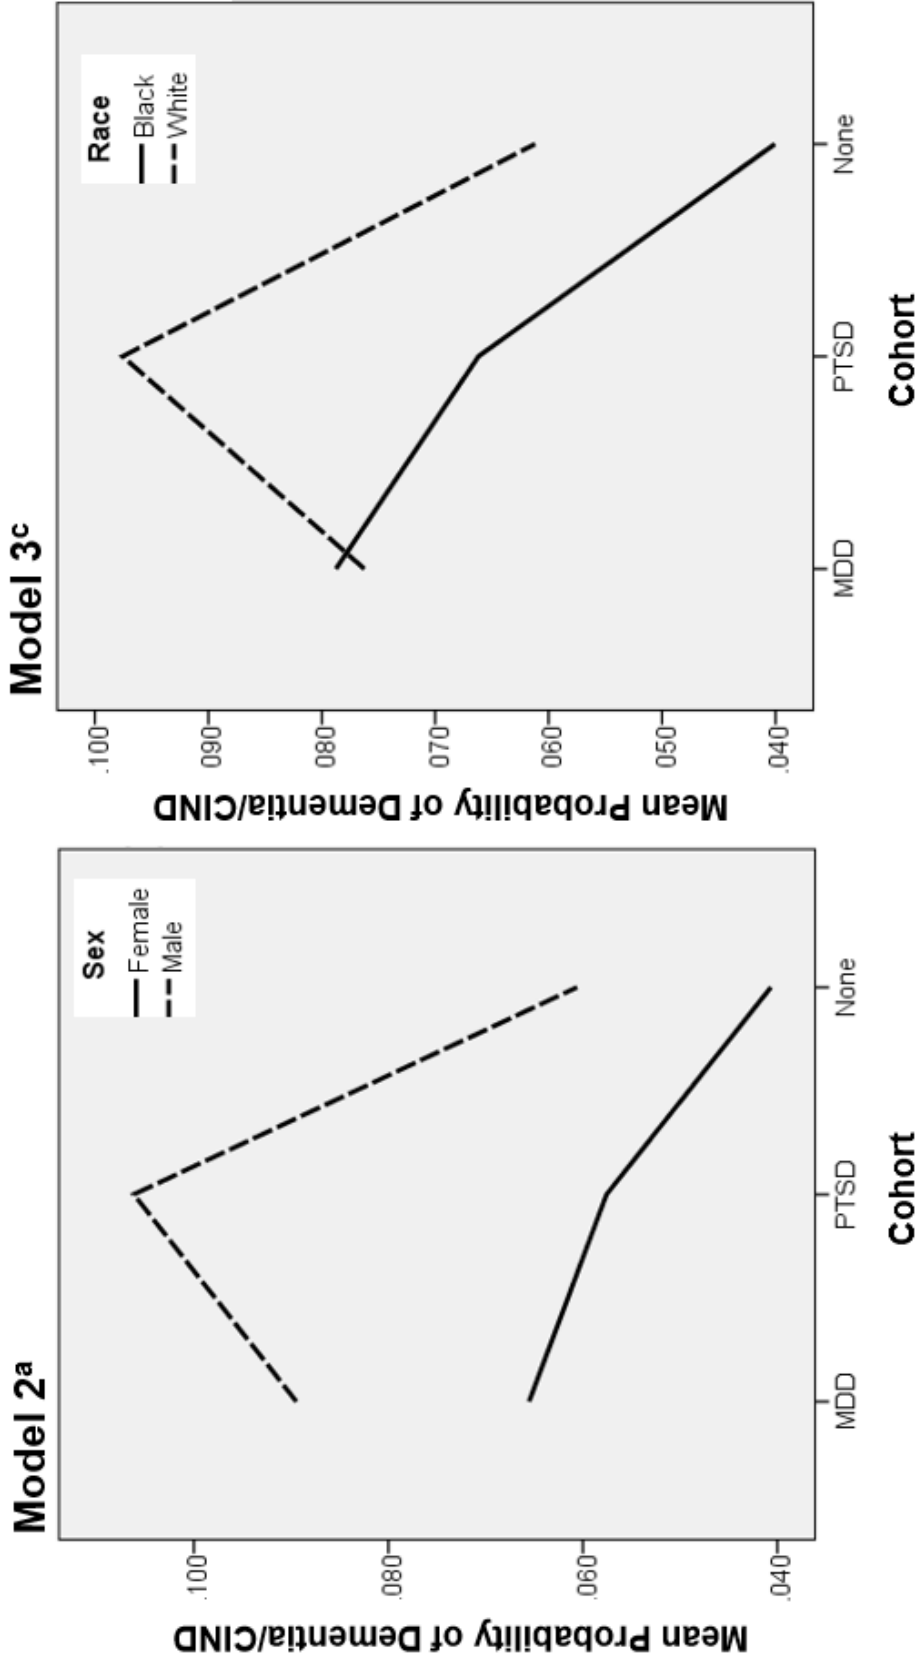 Model 2ᵃ
Mean Probability of Dementia/CIND
.100
.080
.060
.040
Sex
Female
Male
MDD
PTSD
None
Cohort
Model 3ᶜ
Mean Probability of Dementia/CIND
.100
.090
.080
.070
.060
.050
.040
Race
Black
White
MDD
PTSD
None
Cohort